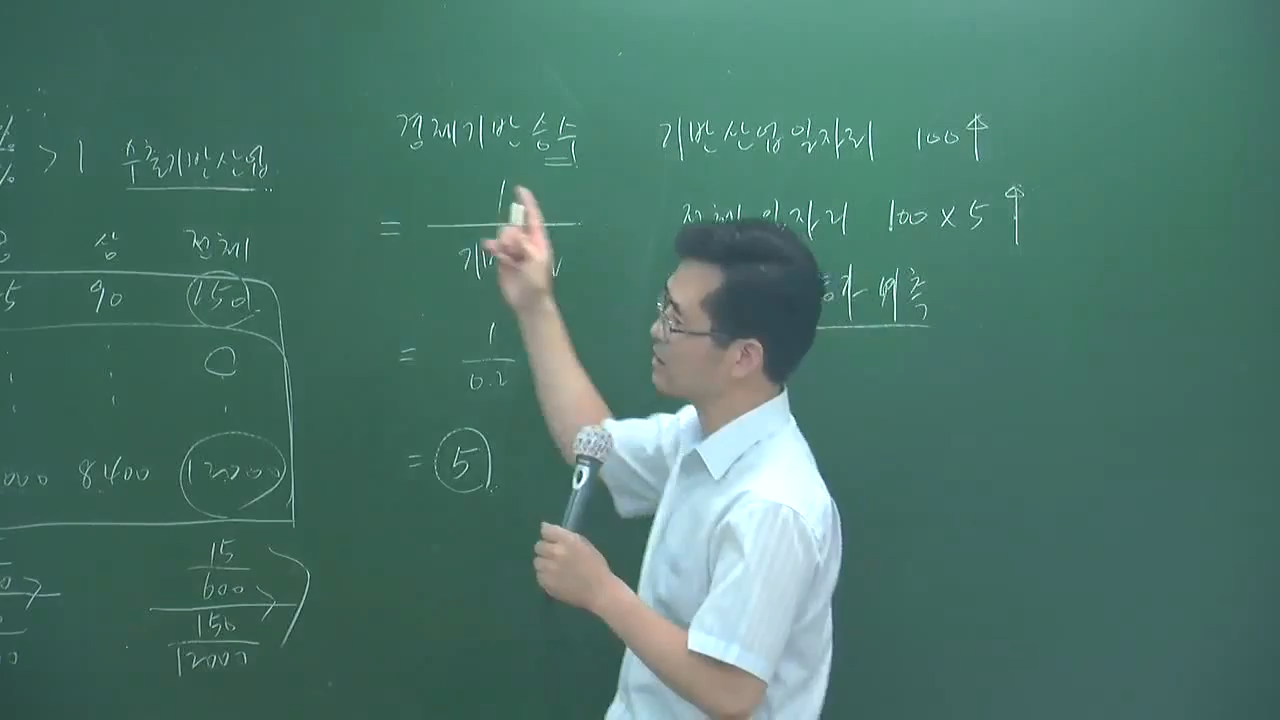 %
% > 1 수출기반산업
상 전체
5 90 150
0
000 8400 12000
15
600
150
12000
경제기반승수
= 1
= 1
0.2
= 5
기반산업일자리 100↑
전체 일자리 100 × 5↑
예측